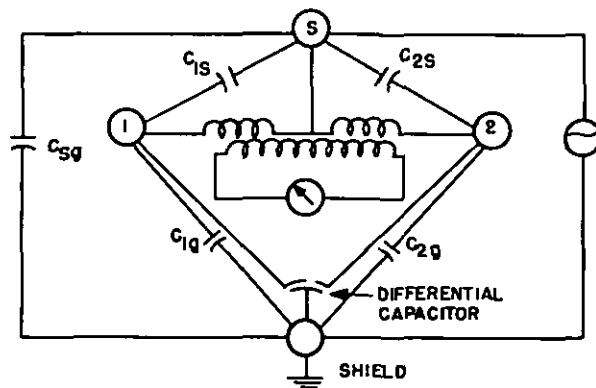 S
C1S
C2S
1
2
CSg
C1g
C2g
DIFFERENTIAL
CAPACITOR
SHIELD